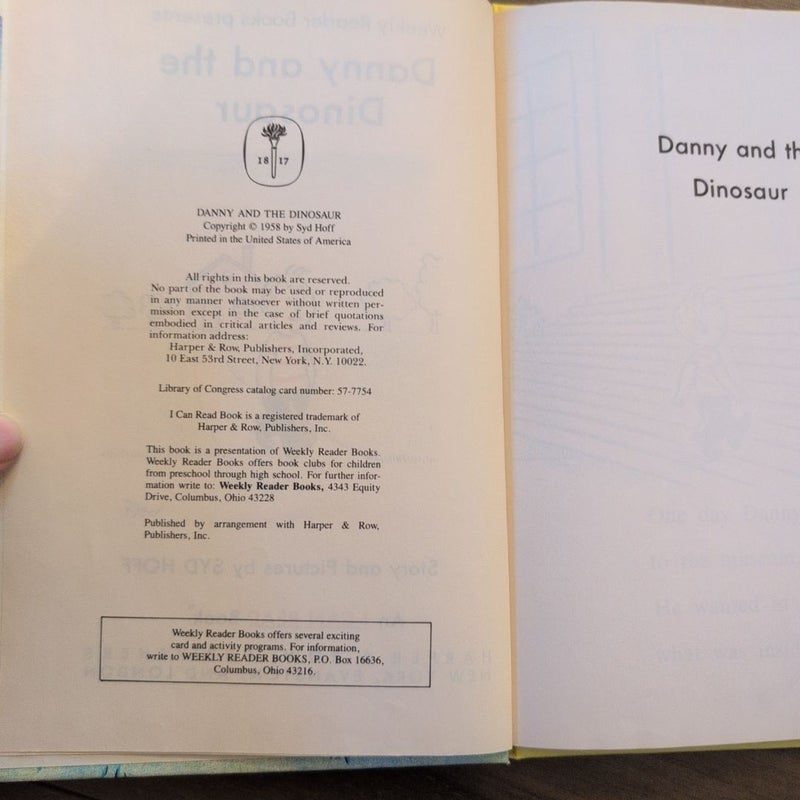 18 17
DANNY AND THE DINOSAUR
Copyright © 1958 by Syd Hoff
Printed in the United States of America
All rights in this book are reserved.
No part of the book may be used or reproduced
in any manner whatsoever without written per-
mission except in the case of brief quotations
embodied in critical articles and reviews. For
information address:
Harper & Row, Publishers, Incorporated,
10 East 53rd Street, New York, N.Y. 10022.
Library of Congress catalog card number: 57-7754
I Can Read Book is a registered trademark of
Harper & Row, Publishers, Inc.
This book is a presentation of Weekly Reader Books.
Weekly Reader Books offers book clubs for children
from preschool through high school. For further infor-
mation write to: Weekly Reader Books, 4343 Equity
Drive, Columbus, Ohio 43228
Published by arrangement with Harper & Row,
Publishers, Inc.
Weekly Reader Books offers several exciting
card and activity programs. For information,
write to WEEKLY READER BOOKS, P.O. Box 16636,
Columbus, Ohio 43216.
Danny and th
Dinosaur